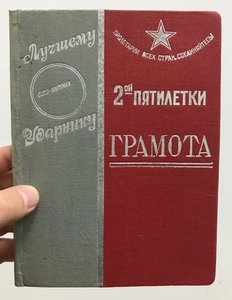 Лучшему
Ударнику
ПРОЛЕТАРИИ ВСЕХ СТРАН, СОЕДИНЯЙТЕСЬ
2ой ПЯТИЛЕТКИ
ГРАМОТА